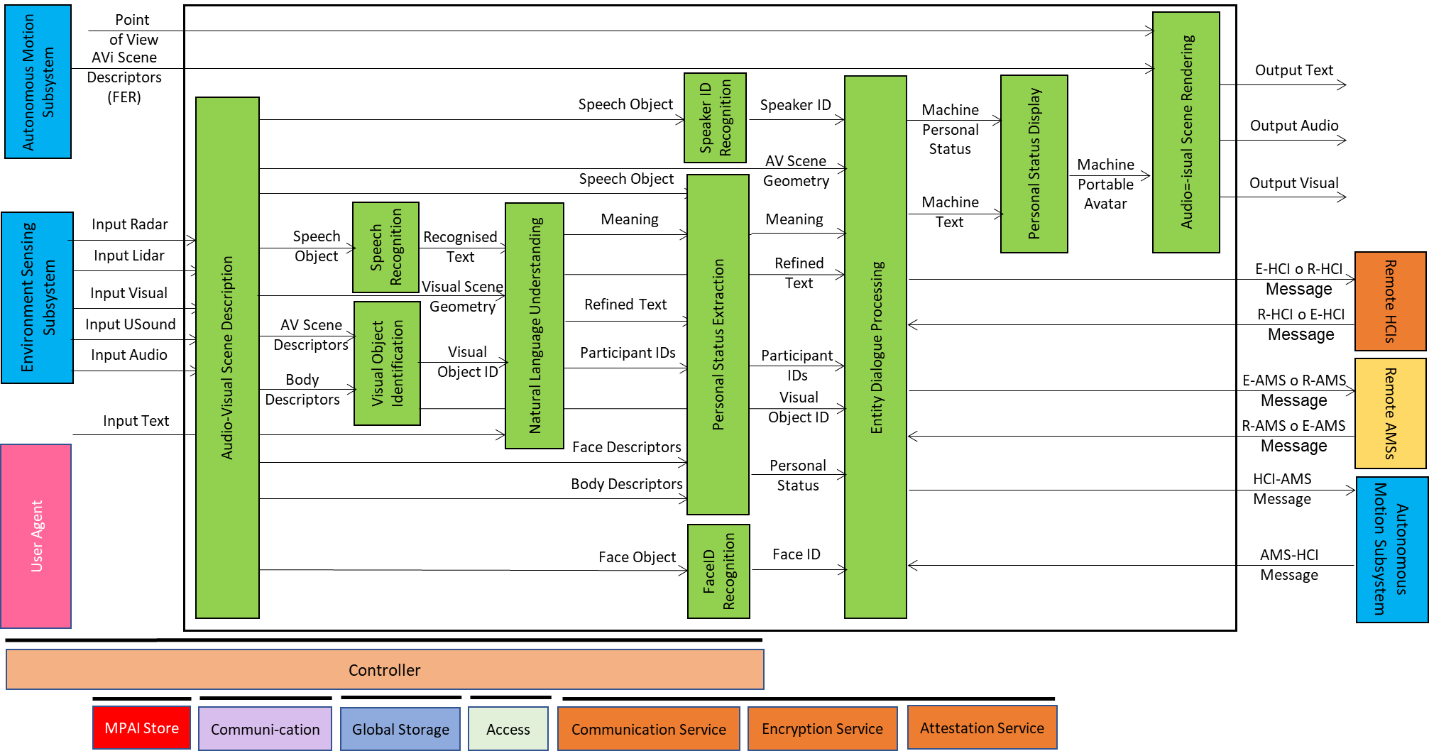 Autonomous Motion
Subsystem
Point
of View
AVi Scene
Descriptors
(FER)
Environment Sensing
Subsystem
Input Radar
Input Lidar
Input Visual
Input USound
Input Audio
Input Text
User Agent
Audio-Visual Scene Description
Speech
Object
Speech
Recognition
Recognised
Text
Visual Scene
Geometry
AV Scene
Descriptors
Body
Descriptors
Visual Object
Identification
Visual
Object ID
Natural Language Understanding
Speech Object
Speaker ID
Recognition
Speaker ID
AV Scene
Geometry
Speech Object
Meaning
Refined Text
Participant IDs
Face Descriptors
Body Descriptors
Face Object
Personal Status Extraction
FaceID
Recognition
Meaning
Refined
Text
Participant
IDs
Visual
Object ID
Personal
Status
Face ID
Entity Dialogue Processing
Machine
Personal
Status
Machine
Text
Personal Status Display
Machine
Portable
Avatar
Audio=-isual Scene Rendering
Output Text
Output Audio
Output Visual
E-HCI o R-HCI
Message
R-HCI o E-HCI
Message
Remote HCIs
E-AMS o R-AMS
Message
R-AMS o E-AMS
Message
Remote AMSs
HCI-AMS
Message
AMS-HCI
Message
Autonomous
Motion Subsystem
Controller
MPAI Store
Communi-cation
Global Storage
Access
Communication Service
Encryption Service
Attestation Service